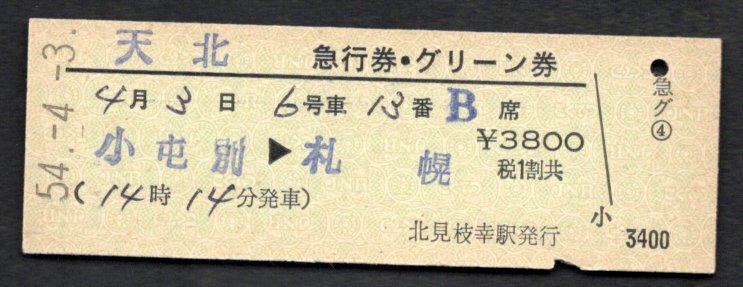 54.-4.-3.
天北 急行券・グリーン券
4月3日 6号車 13番 B席
小屯別▶札幌 ¥3800
税1割共
(14時14分発車)
北見枝幸駅発行
急グ④
小 3400